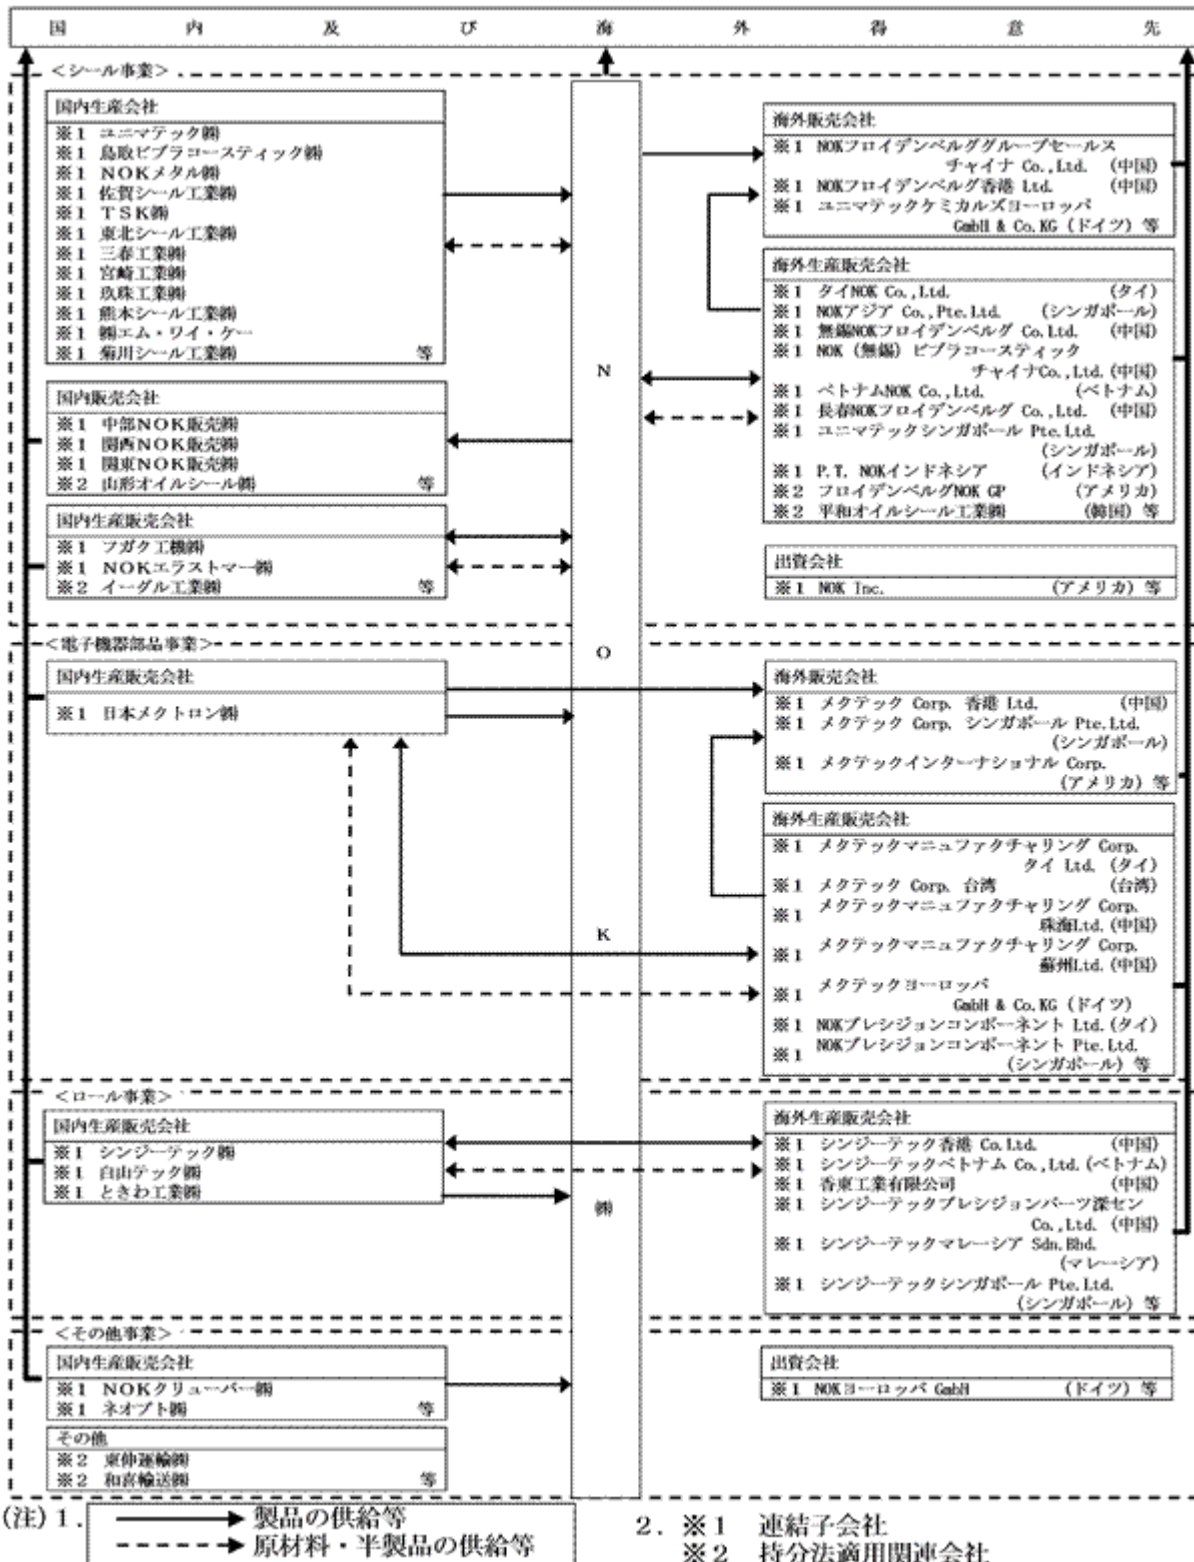 国内及び海外得意先
<シール事業>
国内生産会社
※1 ユニマテック㈱
※1 鳥取ビブラコースティック㈱
※1 NOKメタル㈱
※1 佐賀シール工業㈱
※1 TSK㈱
※1 東北シール工業㈱
※1 三春工業㈱
※1 宮崎工業㈱
※1 玖珠工業㈱
※1 熊本シール工業㈱
※1 ㈱エム・ワイ・ケー
※1 菊川シール工業㈱ 等
国内販売会社
※1 中部NOK販売㈱
※1 関西NOK販売㈱
※1 関東NOK販売㈱
※2 山形オイルシール㈱ 等
国内生産販売会社
※1 フガク工機㈱
※1 NOKエラストマー㈱
※2 イーグル工業㈱ 等
N
O
K
㈱
海外販売会社
※1 NOKフロイデンベルググループセールス
チャイナ Co.,Ltd. (中国)
※1 NOKフロイデンベルグ香港 Ltd. (中国)
※1 ユニマテックケミカルズヨーロッパ
GmbH & Co.KG (ドイツ) 等
海外生産販売会社
※1 タイNOK Co.,Ltd. (タイ)
※1 NOKアジア Co.,Pte.Ltd. (シンガポール)
※1 無錫NOKフロイデンベルグ Co.Ltd. (中国)
※1 NOK (無錫) ビブラコースティック
チャイナCo.,Ltd. (中国)
※1 ベトナムNOK Co.,Ltd. (ベトナム)
※1 長春NOKフロイデンベルグ Co.,Ltd. (中国)
※1 ユニマテックシンガポール Pte.Ltd.
(シンガポール)
※1 P.T. NOKインドネシア (インドネシア)
※2 フロイデンベルグNOK GP (アメリカ)
※2 平和オイルシール工業㈱ (韓国) 等
出資会社
※1 NOK Inc. (アメリカ) 等
<電子機器部品事業>
国内生産販売会社
※1 日本メクトロン㈱
海外販売会社
※1 メクテック Corp. 香港 Ltd. (中国)
※1 メクテック Corp. シンガポール Pte.Ltd.
(シンガポール)
※1 メクテックインターナショナル Corp.
(アメリカ) 等
海外生産販売会社
※1 メクテックマニュファクチャリング Corp.
タイ Ltd. (タイ)
※1 メクテック Corp. 台湾 (台湾)
※1 メクテックマニュファクチャリング Corp.
珠海Ltd. (中国)
※1 メクテックマニュファクチャリング Corp.
蘇州Ltd. (中国)
※1 メクテックヨーロッパ
GmbH & Co.KG (ドイツ)
※1 NOKプレシジョンコンポーネント Ltd. (タイ)
※1 NOKプレシジョンコンポーネント Pte.Ltd.
(シンガポール) 等
<ロール事業>
国内生産販売会社
※1 シンジーテック㈱
※1 白山テック㈱
※1 ときわ工業㈱
海外生産販売会社
※1 シンジーテック香港 Co.Ltd. (中国)
※1 シンジーテックベトナム Co.,Ltd. (ベトナム)
※1 香東工業有限公司 (中国)
※1 シンジーテックプレシジョンパーツ深セン
Co.,Ltd. (中国)
※1 シンジーテックマレーシア Sdn.Bhd.
(マレーシア)
※1 シンジーテックシンガポール Pte.Ltd.
(シンガポール) 等
<その他事業>
国内生産販売会社
※1 NOKクリューバー㈱
※1 ネオプト㈱ 等
その他
※2 東伸運輸㈱
※2 和喜輸送㈱ 等
出資会社
※1 NOKヨーロッパ GmbH (ドイツ) 等
(注) 1. 製品の供給等
原材料・半製品の供給等
2. ※1 連結子会社
※2 持分法適用関連会社